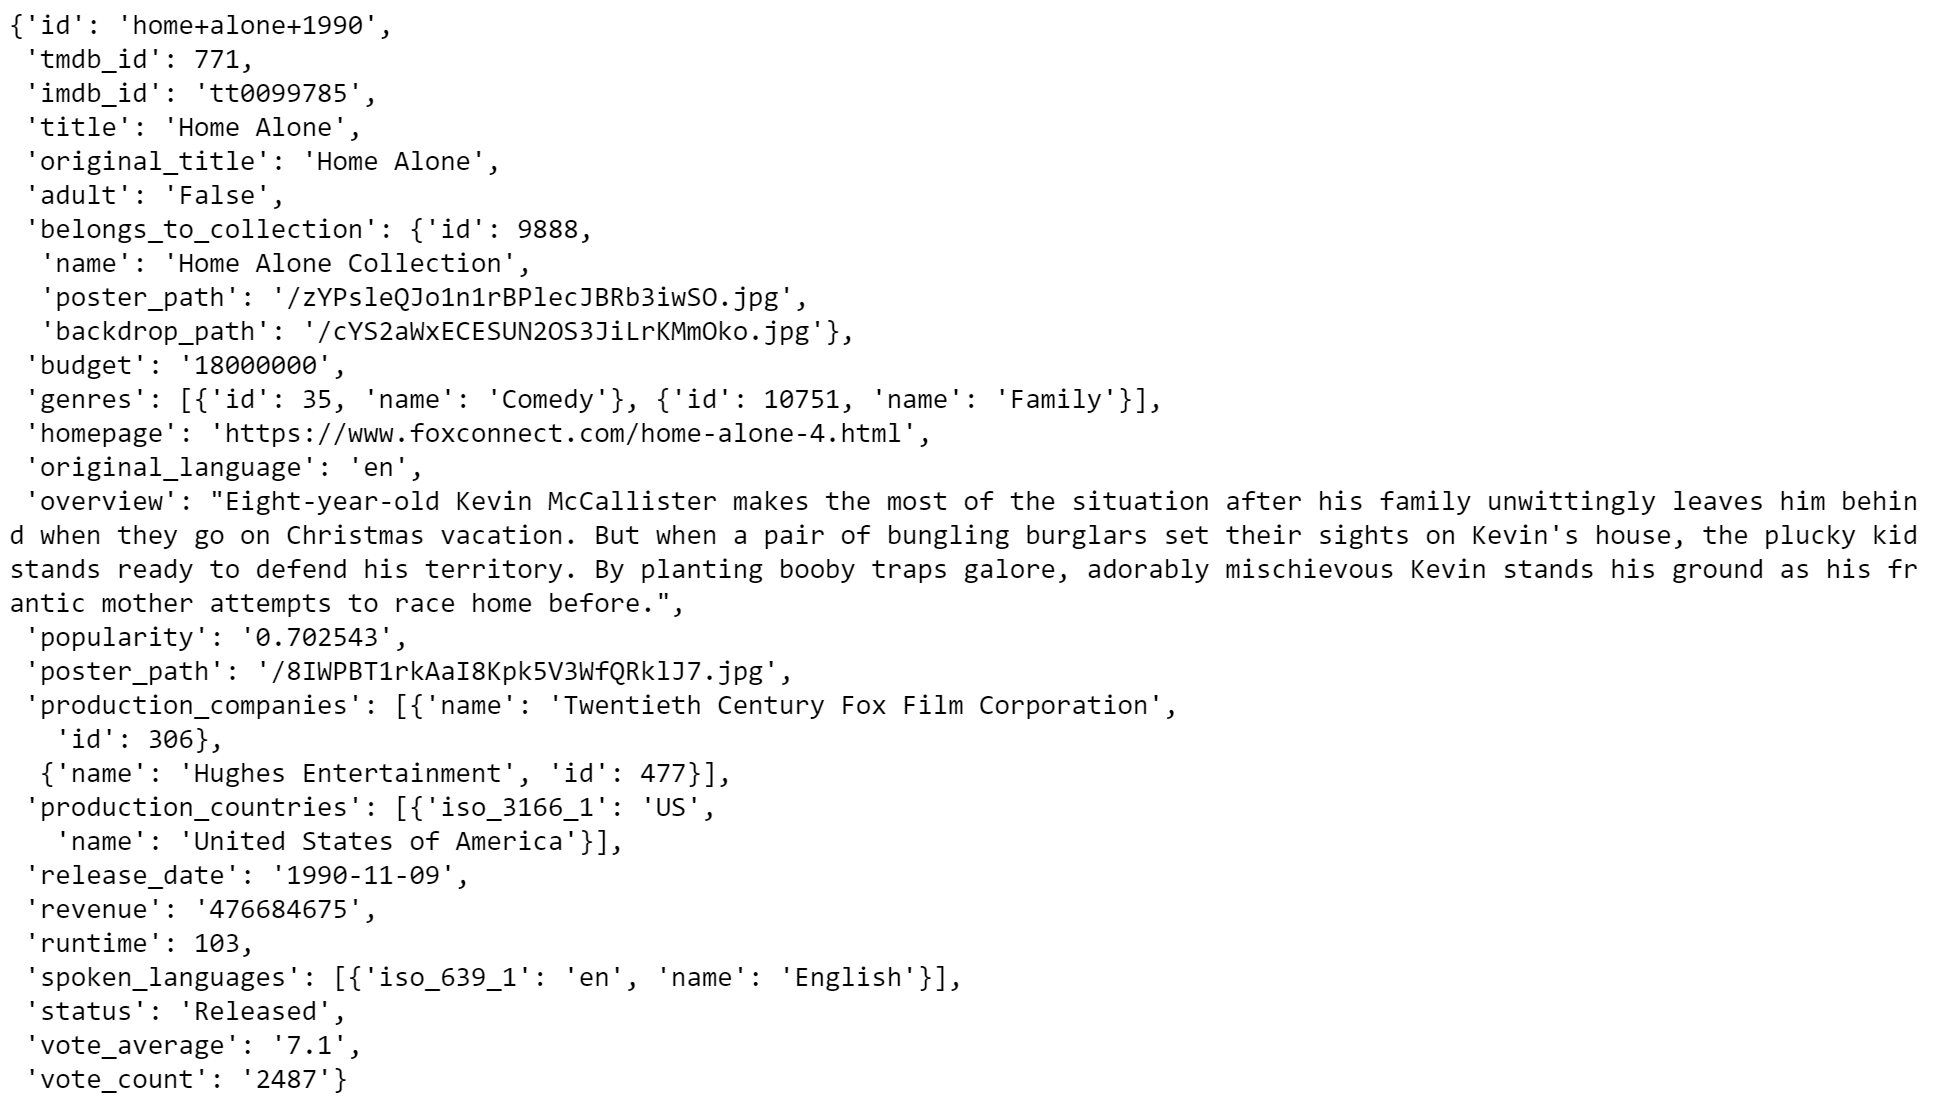 {'id': 'home+alone+1990',
 'tmdb_id': 771,
 'imdb_id': 'tt0099785',
 'title': 'Home Alone',
 'original_title': 'Home Alone',
 'adult': 'False',
 'belongs_to_collection': {'id': 9888,
  'name': 'Home Alone Collection',
  'poster_path': '/zYPsleQJo1n1rBPlecJBRb3iwSO.jpg',
  'backdrop_path': '/cYS2aWxECESUN2OS3JiLrKMmOko.jpg'},
 'budget': '18000000',
 'genres': [{'id': 35, 'name': 'Comedy'}, {'id': 10751, 'name': 'Family'}],
 'homepage': 'https://www.foxconnect.com/home-alone-4.html',
 'original_language': 'en',
 'overview': "Eight-year-old Kevin McCallister makes the most of the situation after his family unwittingly leaves him behin
d when they go on Christmas vacation. But when a pair of bungling burglars set their sights on Kevin's house, the plucky kid
stands ready to defend his territory. By planting booby traps galore, adorably mischievous Kevin stands his ground as his fr
antic mother attempts to race home before.",
 'popularity': '0.702543',
 'poster_path': '/8IWPBT1rkAaI8Kpk5V3WfQRklJ7.jpg',
 'production_companies': [{'name': 'Twentieth Century Fox Film Corporation',
   'id': 306},
  {'name': 'Hughes Entertainment', 'id': 477}],
 'production_countries': [{'iso_3166_1': 'US',
   'name': 'United States of America'}],
 'release_date': '1990-11-09',
 'revenue': '476684675',
 'runtime': 103,
 'spoken_languages': [{'iso_639_1': 'en', 'name': 'English'}],
 'status': 'Released',
 'vote_average': '7.1',
 'vote_count': '2487'}